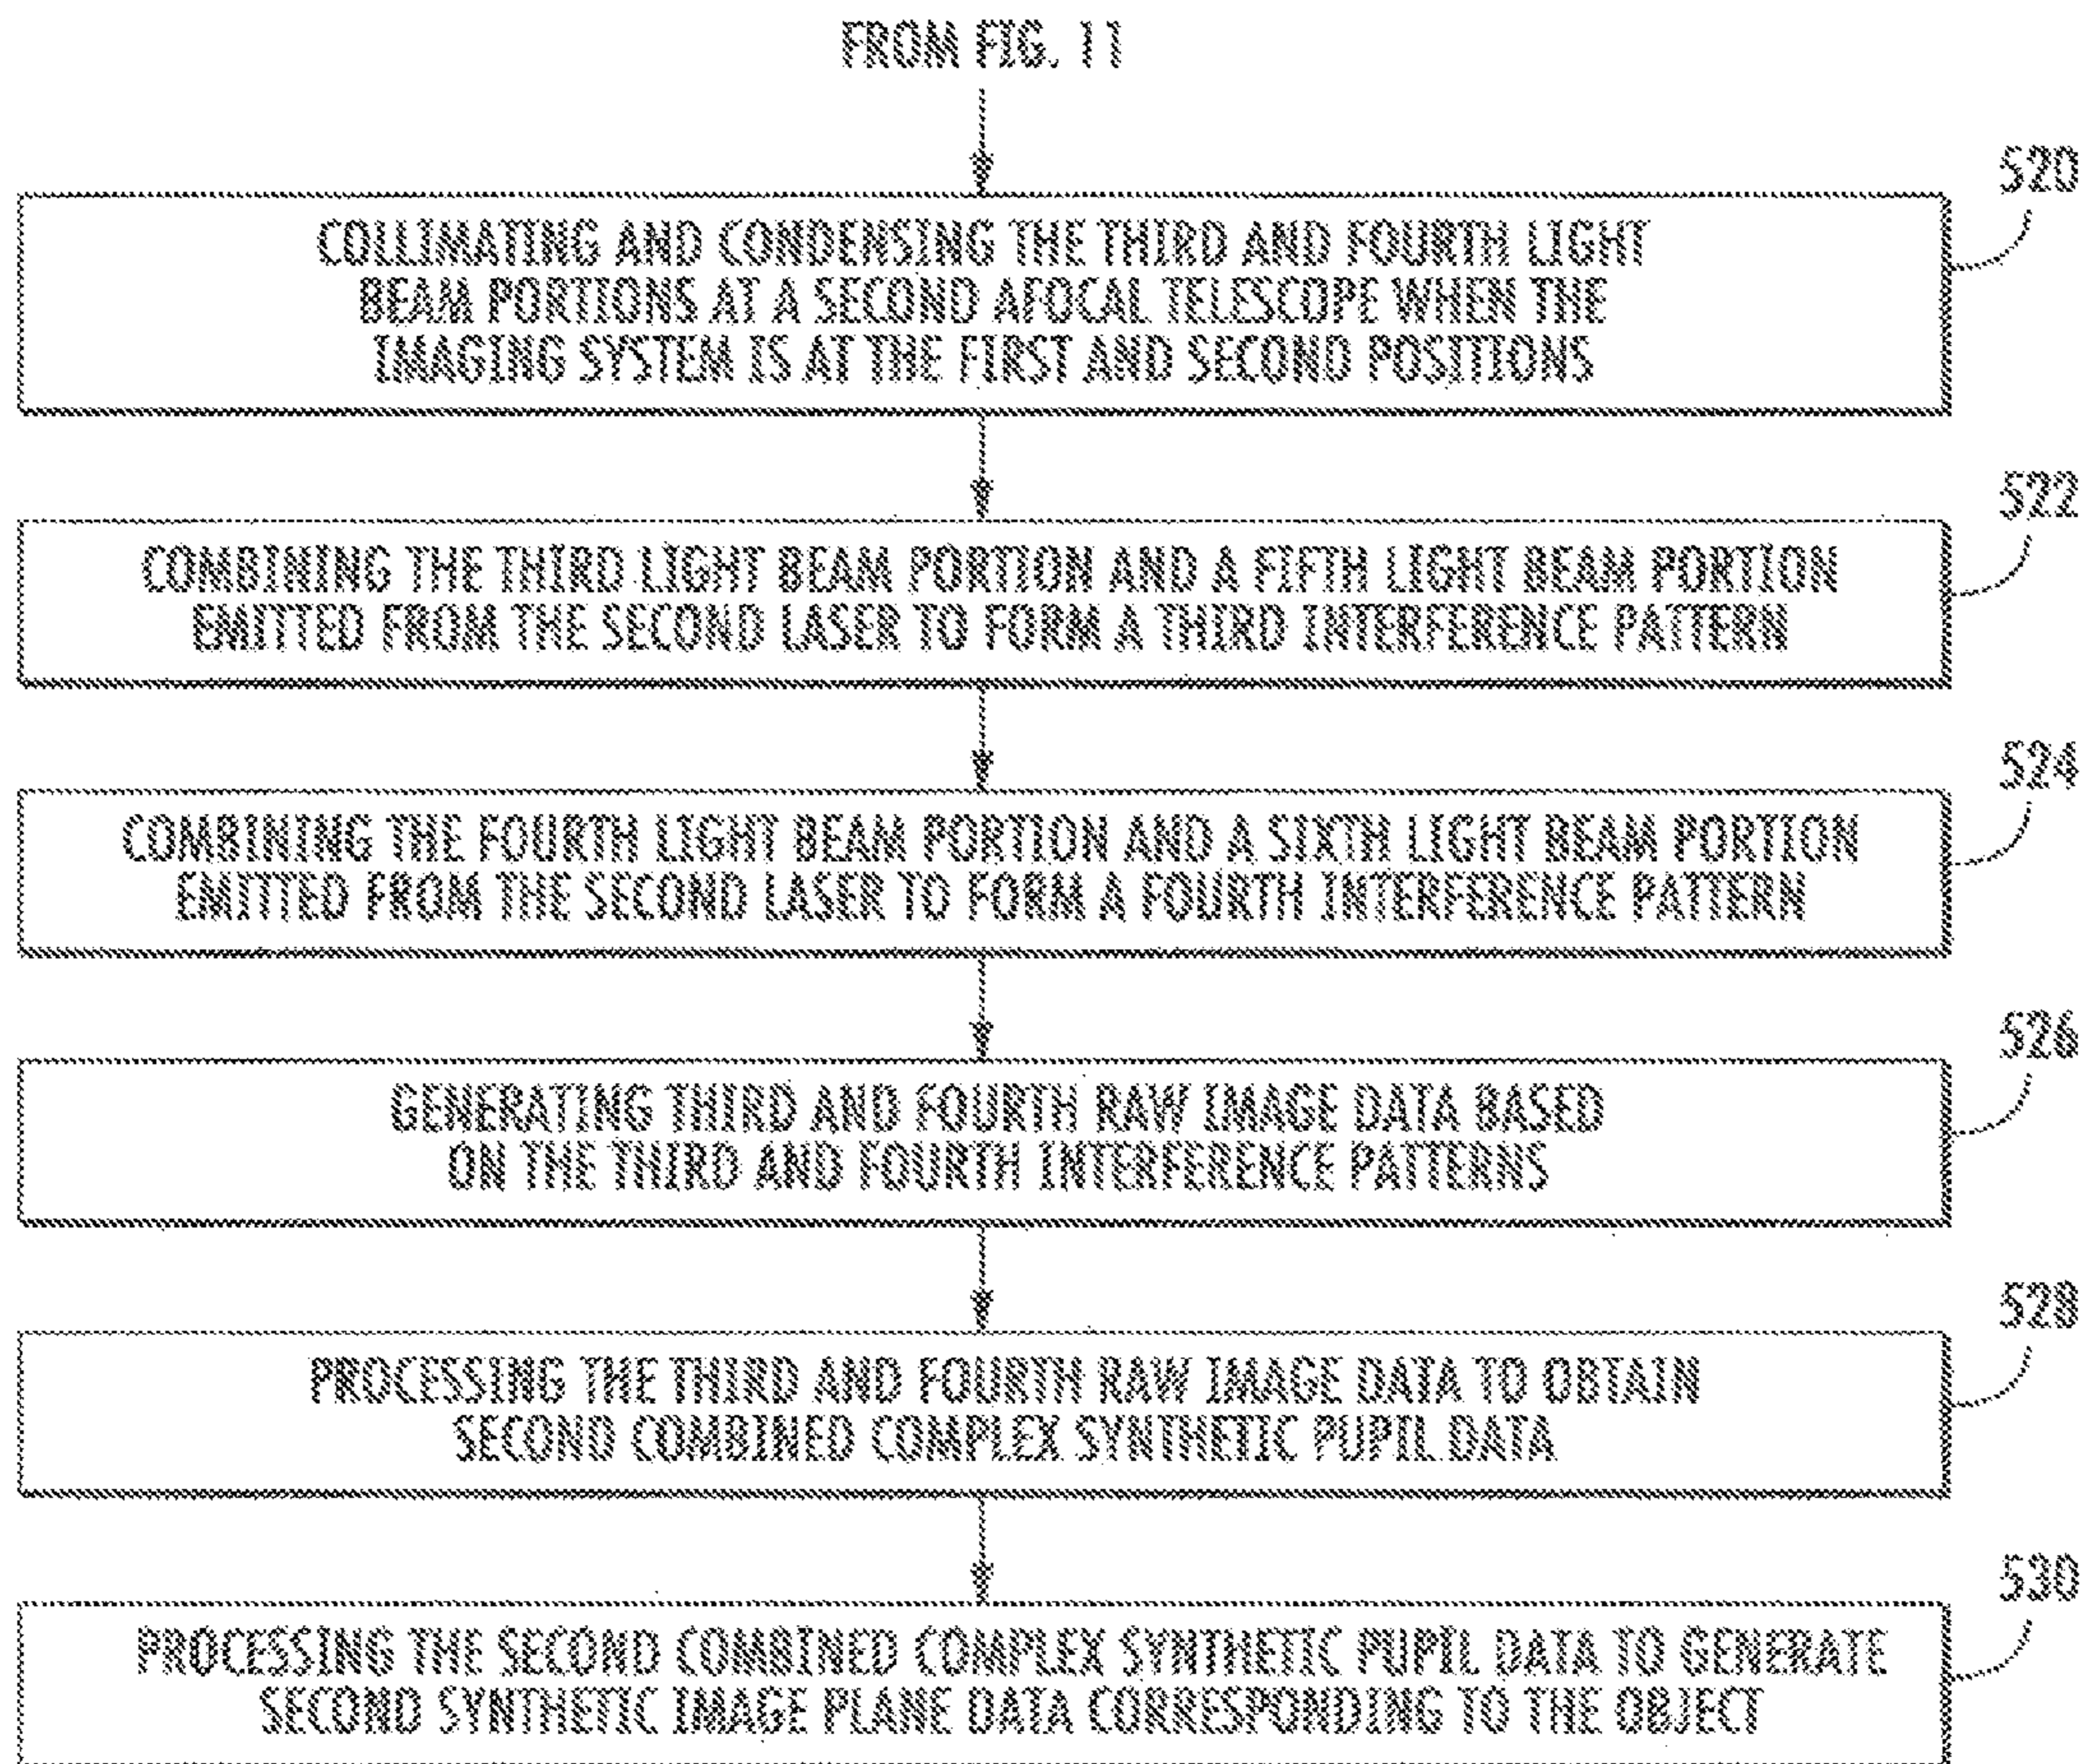 FROM FIG. 11
520
COLLIMATING AND CONDENSING THE THIRD AND FOURTH LIGHT
BEAM PORTIONS AT A SECOND AFOCAL TELESCOPE WHEN THE
IMAGING SYSTEM IS AT THE FIRST AND SECOND POSITIONS
522
COMBINING THE THIRD LIGHT BEAM PORTION AND A FIFTH LIGHT BEAM PORTION
EMITTED FROM THE SECOND LASER TO FORM A THIRD INTERFERENCE PATTERN
524
COMBINING THE FOURTH LIGHT BEAM PORTION AND A SIXTH LIGHT BEAM PORTION
EMITTED FROM THE SECOND LASER TO FORM A FOURTH INTERFERENCE PATTERN
526
GENERATING THIRD AND FOURTH RAW IMAGE DATA BASED
ON THE THIRD AND FOURTH INTERFERENCE PATTERNS
528
PROCESSING THE THIRD AND FOURTH RAW IMAGE DATA TO OBTAIN
SECOND COMBINED COMPLEX SYNTHETIC PUPIL DATA
530
PROCESSING THE SECOND COMBINED COMPLEX SYNTHETIC PUPIL DATA TO GENERATE
SECOND SYNTHETIC IMAGE PLANE DATA CORRESPONDING TO THE OBJECT